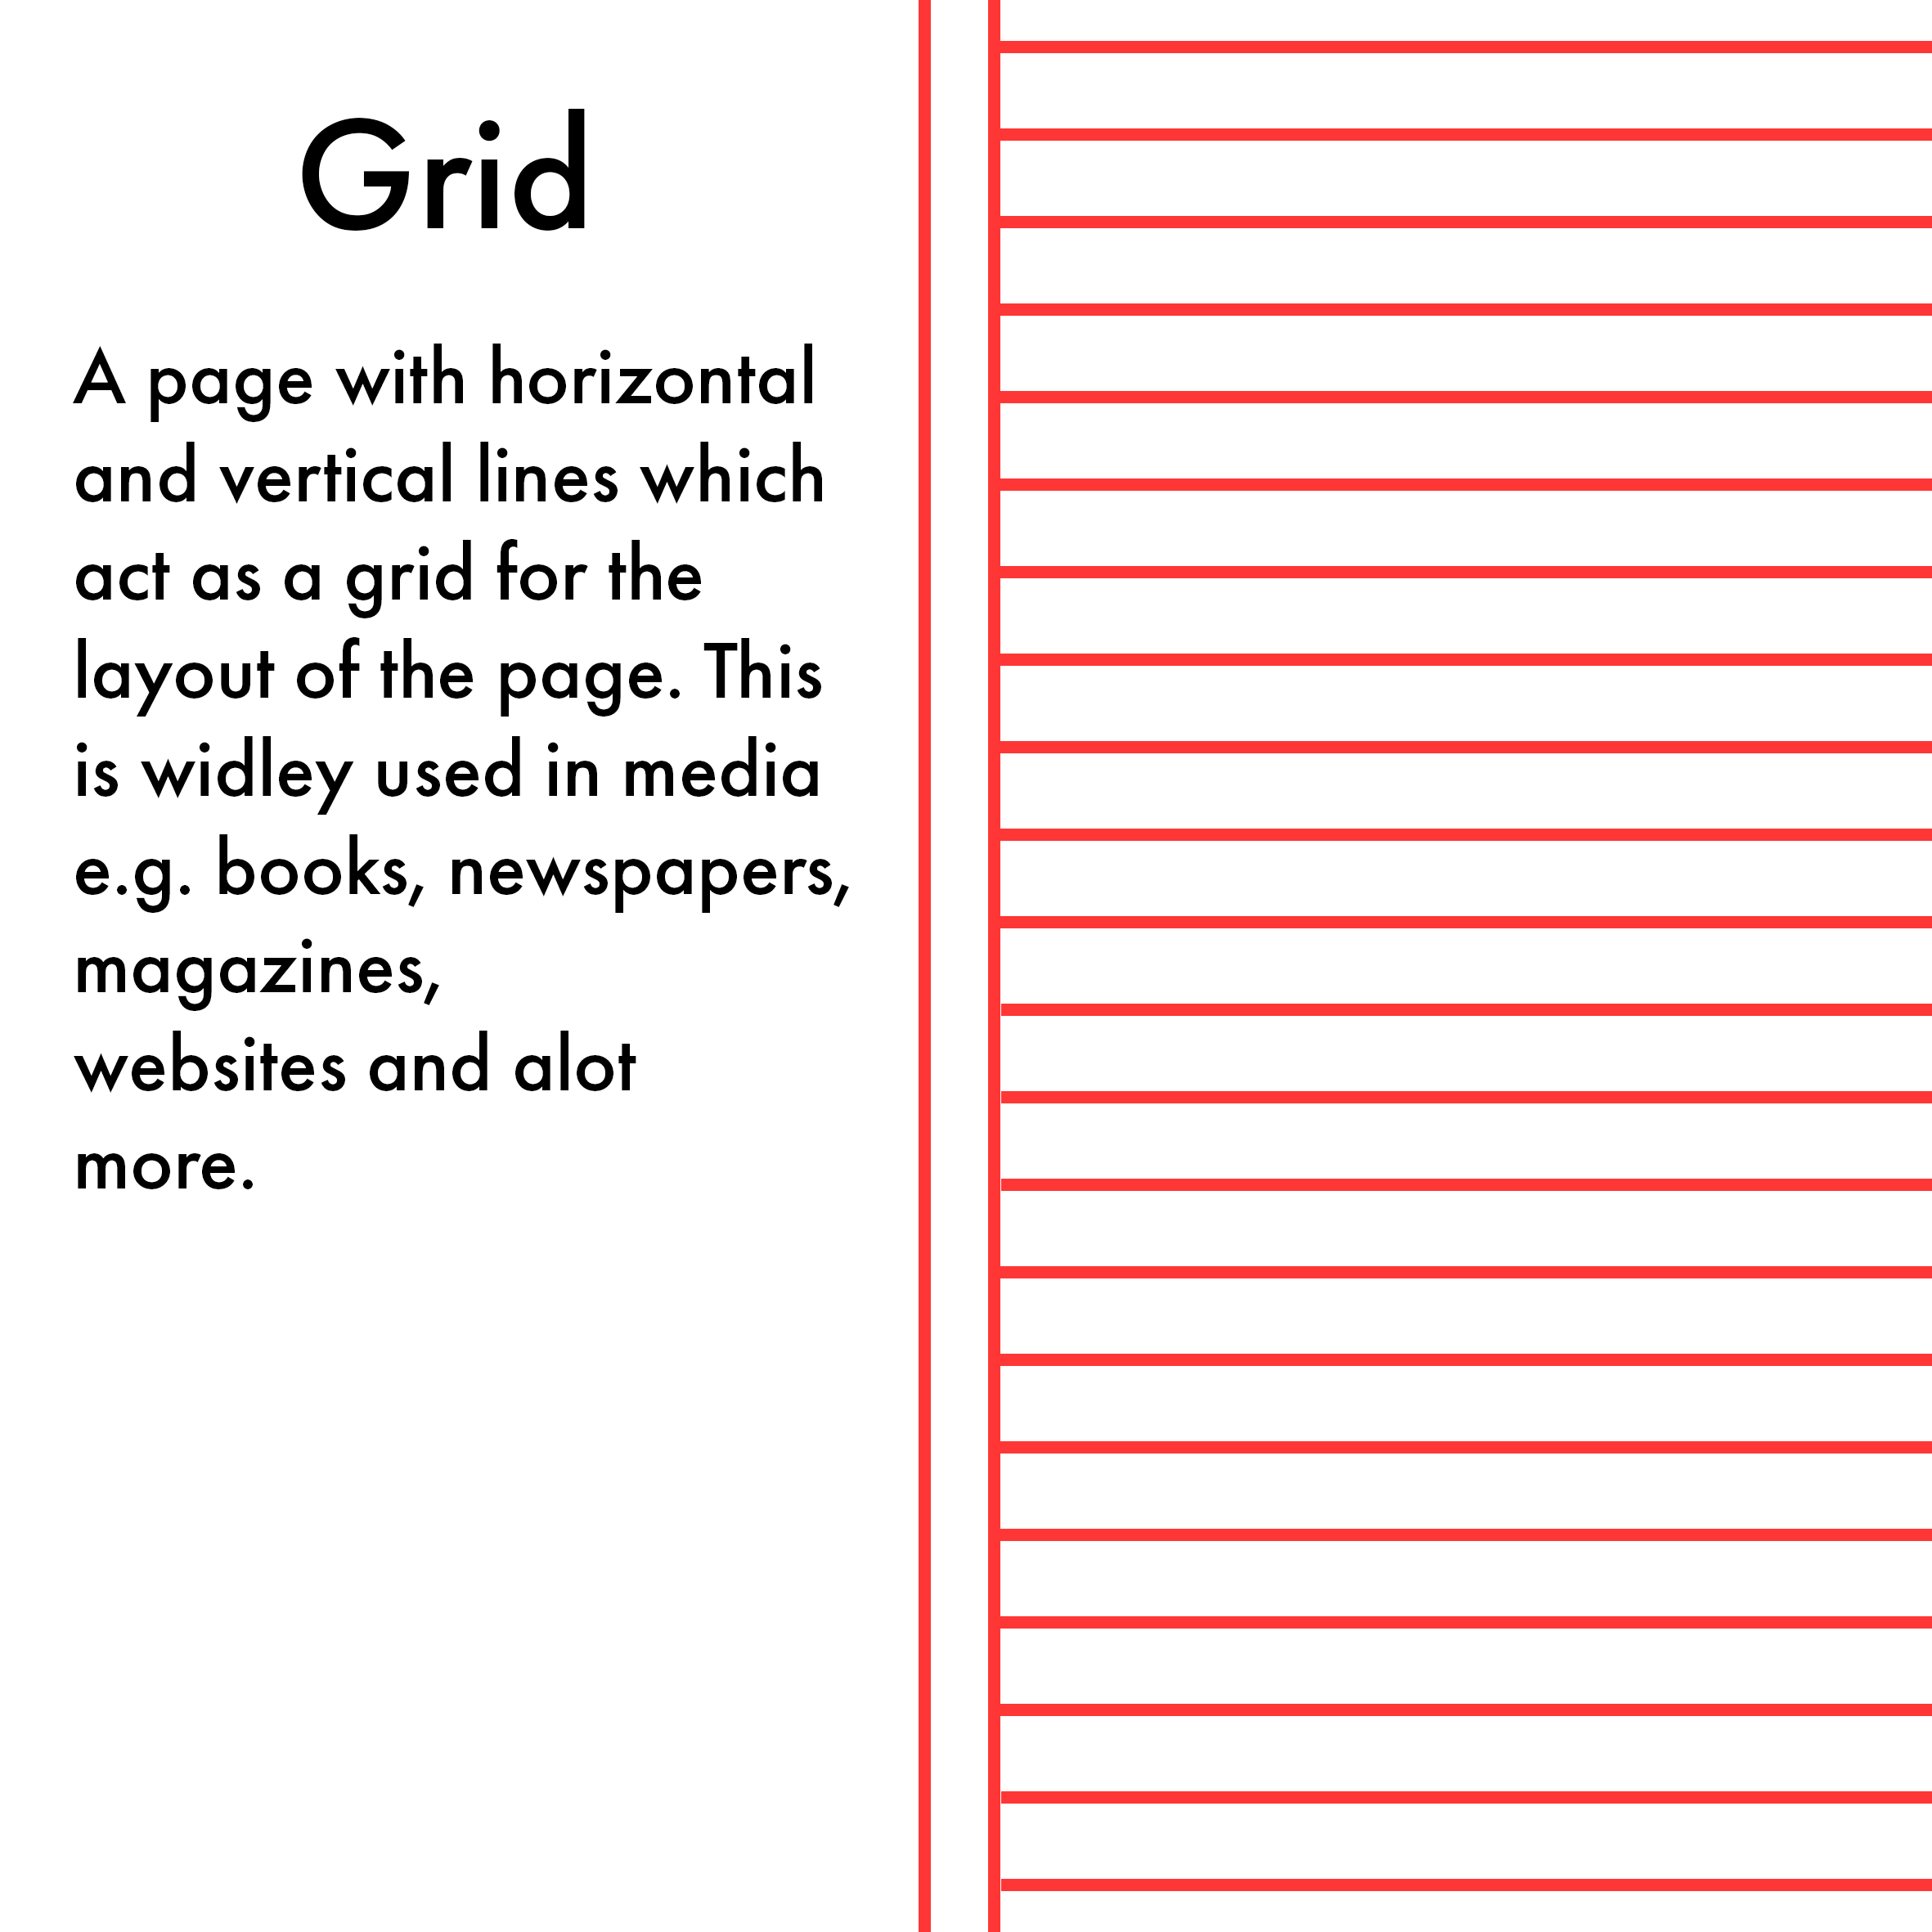 Grid
A page with horizontal
and vertical lines which
act as a grid for the
layout of the page. This
is widley used in media
e.g. books, newspapers,
magazines,
websites and alot
more.